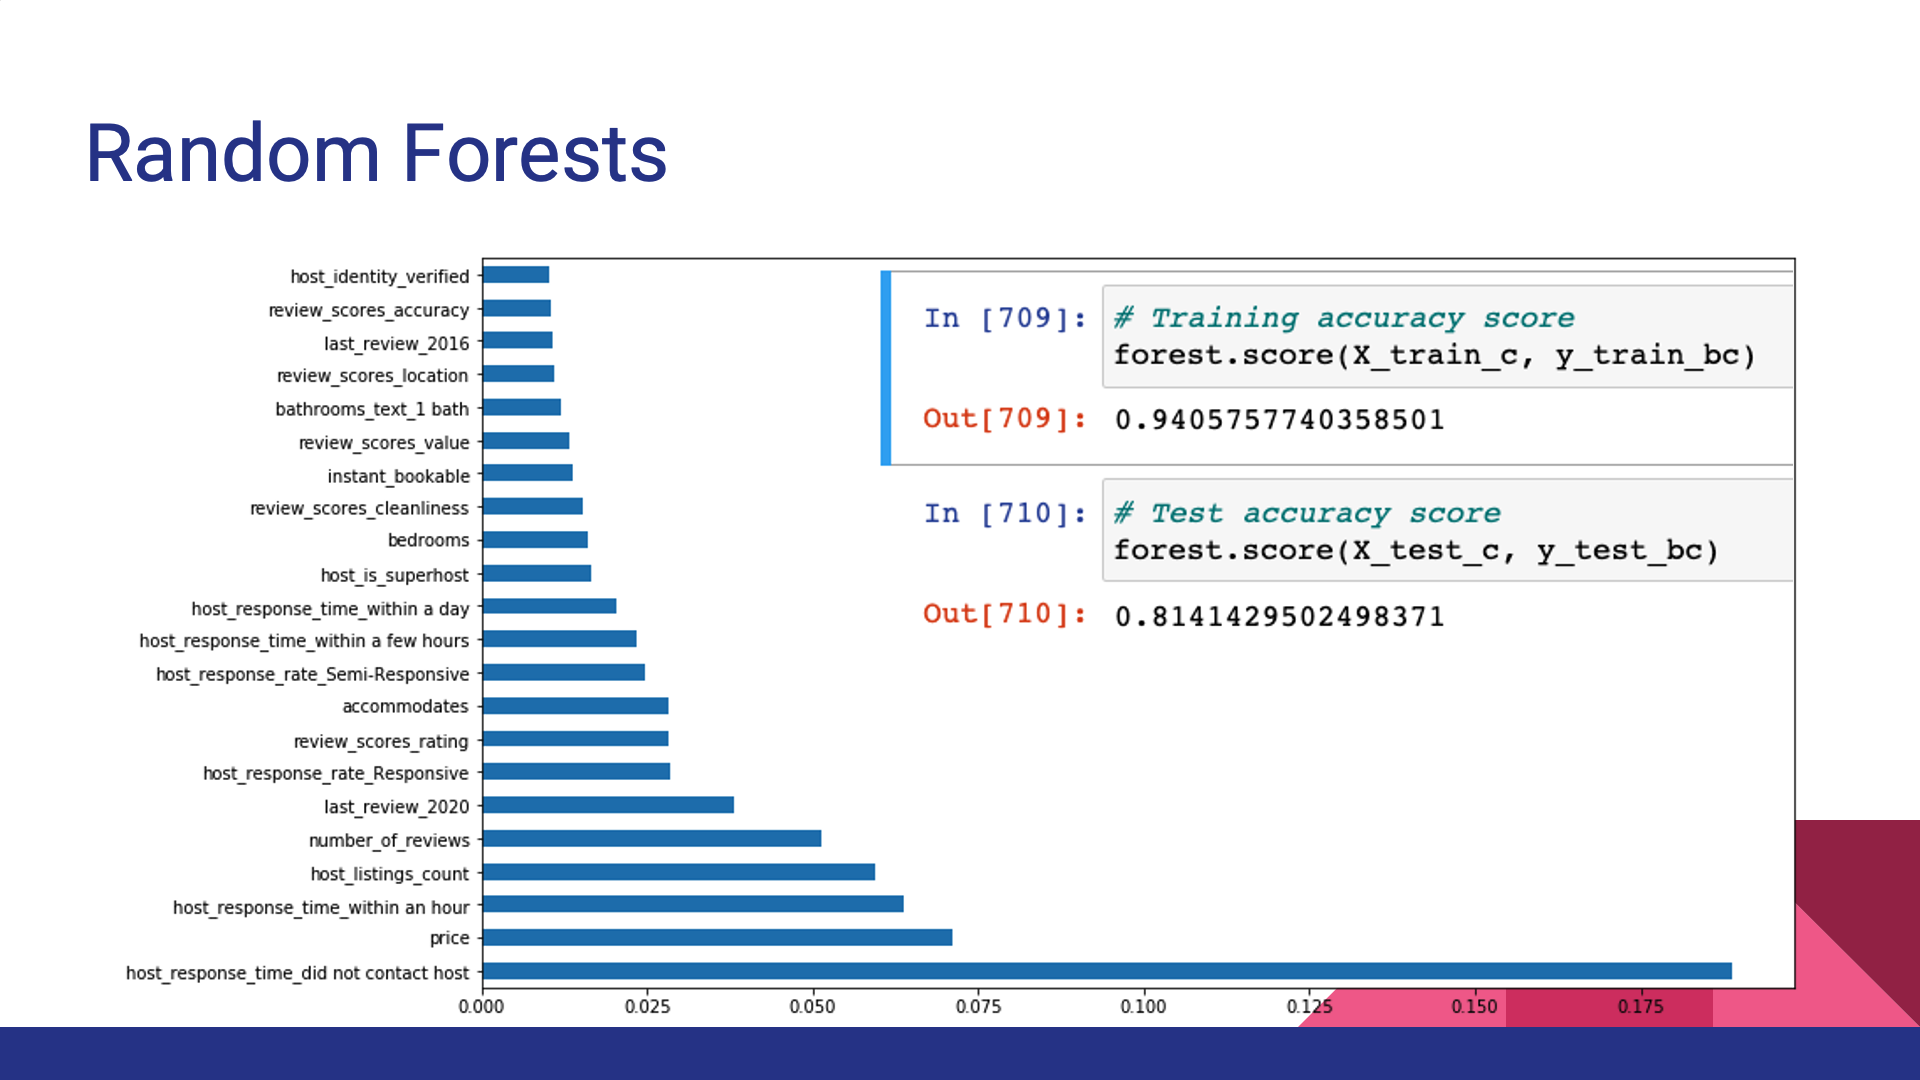 Random Forests
host_identity_verified
review_scores_accuracy
last_review_2016
review_scores_location
bathrooms_text_1 bath
review_scores_value
instant_bookable
review_scores_cleanliness
bedrooms
host_is_superhost
host_response_time_within a day
host_response_time_within a few hours
host_response_rate_Semi-Responsive
accommodates
review_scores_rating
host_response_rate_Responsive
last_review_2020
number_of_reviews
host_listings_count
host_response_time_within an hour
price
host_response_time_did not contact host
0.000 0.025 0.050 0.075 0.100 0.125 0.150 0.175
In [709]: # Training accuracy score
forest.score(X_train_c, y_train_bc)
Out[709]: 0.9405757740358501
In [710]: # Test accuracy score
forest.score(X_test_c, y_test_bc)
Out[710]: 0.8141429502498371